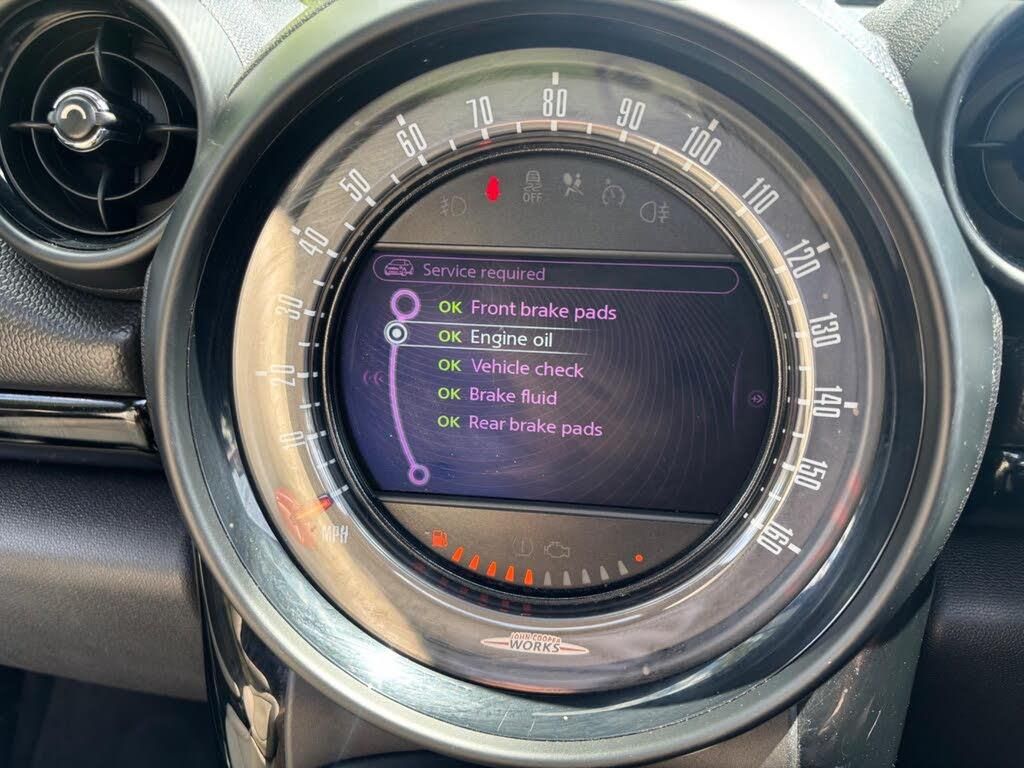 80
70
90
60
100
50
110
40
120
30
130
20
140
10
150
160
MPH
OFF
Service required
OK Front brake pads
OK Engine oil
OK Vehicle check
OK Brake fluid
OK Rear brake pads
JOHN COOPER
WORKS